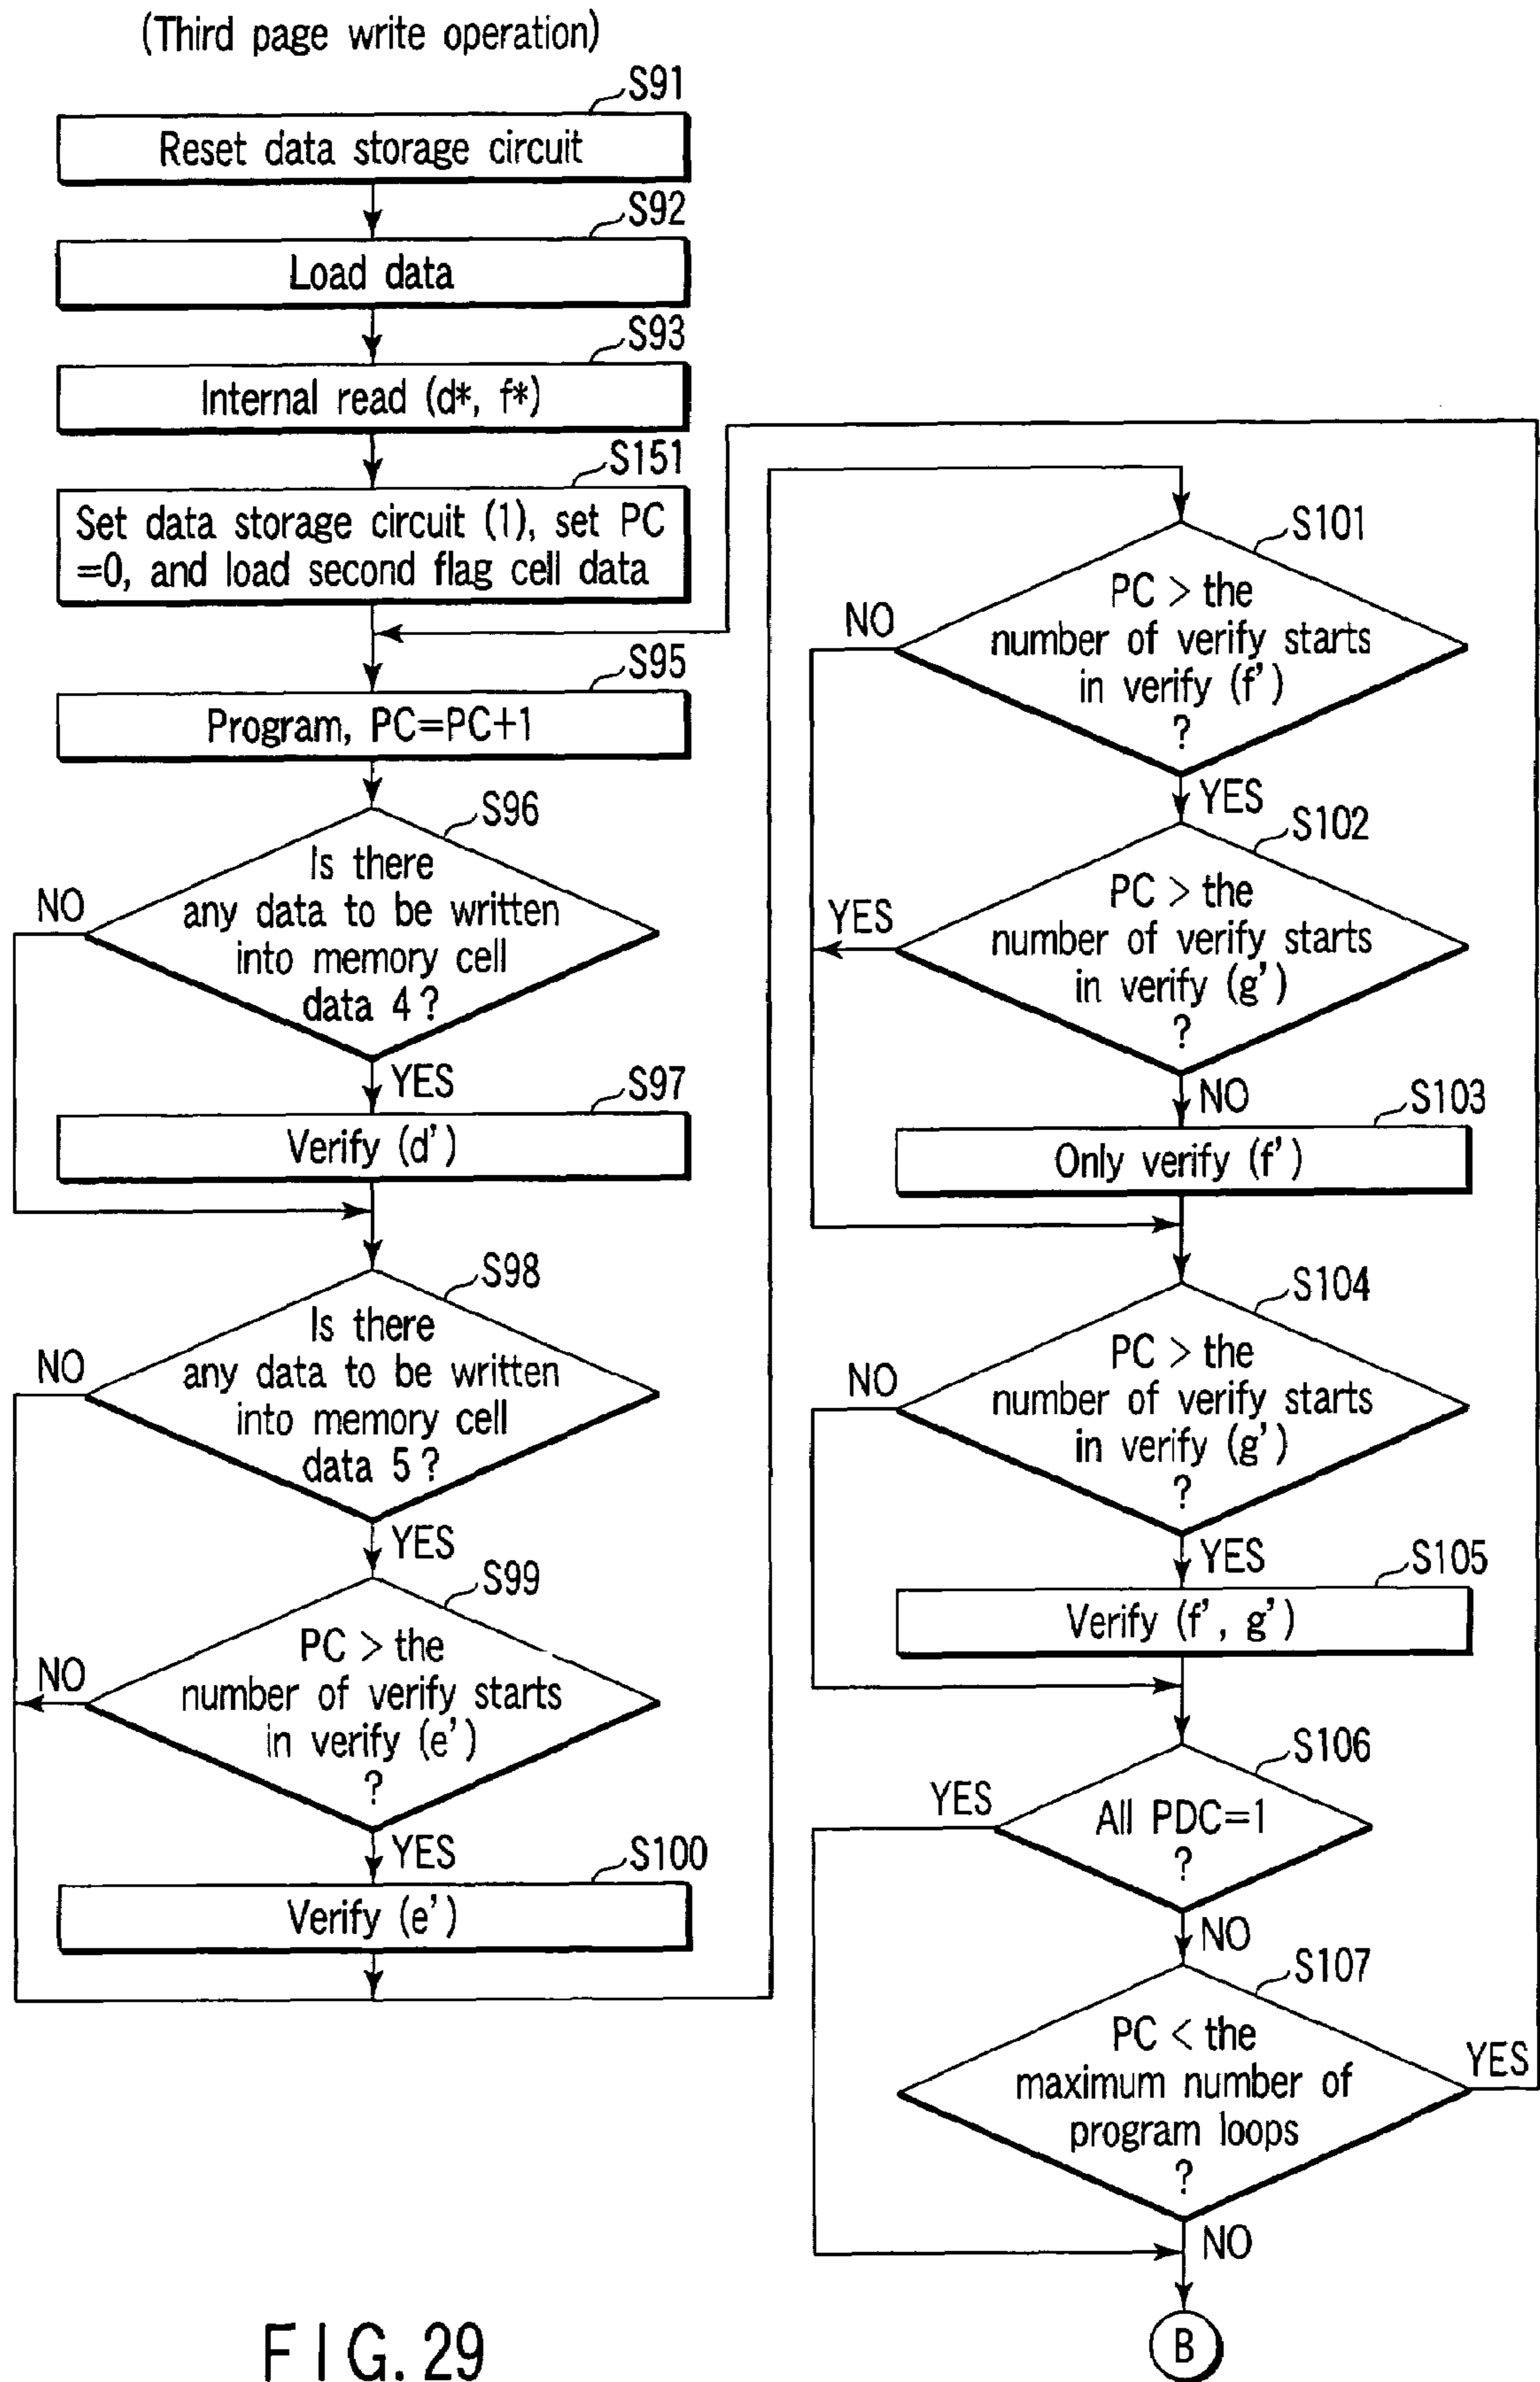 (Third page write operation)
S91
Reset data storage circuit
S92
Load data
S93
Internal read (d*, f*)
S151
Set data storage circuit (1), set PC
=0, and load second flag cell data
S95
Program, PC=PC+1
S96
Is there
any data to be written
into memory cell
data 4 ?
NO
YES
S97
Verify (d')
S98
Is there
any data to be written
into memory cell
data 5 ?
NO
YES
S99
PC > the
number of verify starts
in verify (e')
?
NO
YES
S100
Verify (e')
S101
PC > the
number of verify starts
in verify (f')
?
NO
YES
S102
PC > the
number of verify starts
in verify (g')
?
YES
NO
S103
Only verify (f')
S104
PC > the
number of verify starts
in verify (g')
?
NO
YES
S105
Verify (f', g')
S106
All PDC=1
?
YES
NO
S107
PC < the
maximum number of
program loops
?
YES
NO
B
FIG. 29